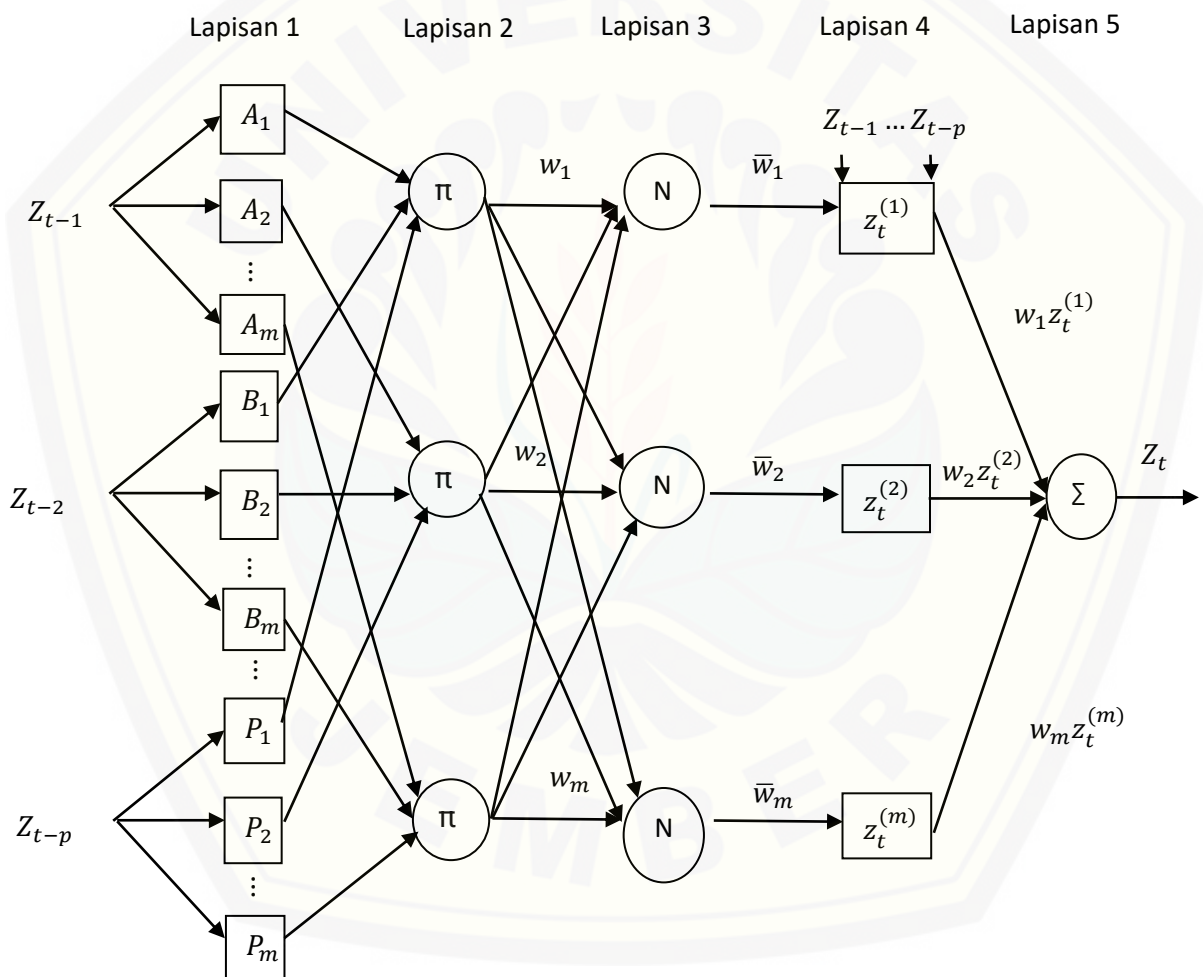 Lapisan 1 Lapisan 2 Lapisan 3 Lapisan 4 Lapisan 5
UNIVERSITAS
JEMBER
Z_{t-1}
Z_{t-2}
Z_{t-p}
A_1
A_2
⋮
A_m
B_1
B_2
⋮
B_m
⋮
P_1
P_2
⋮
P_m
π
π
π
w_1
w_2
w_m
N
N
N
w̅_1
w̅_2
w̅_m
Z_{t-1} … Z_{t-p}
z_t^{(1)}
z_t^{(2)}
z_t^{(m)}
w_1 z_t^{(1)}
w_2 z_t^{(2)}
w_m z_t^{(m)}
Σ
Z_t